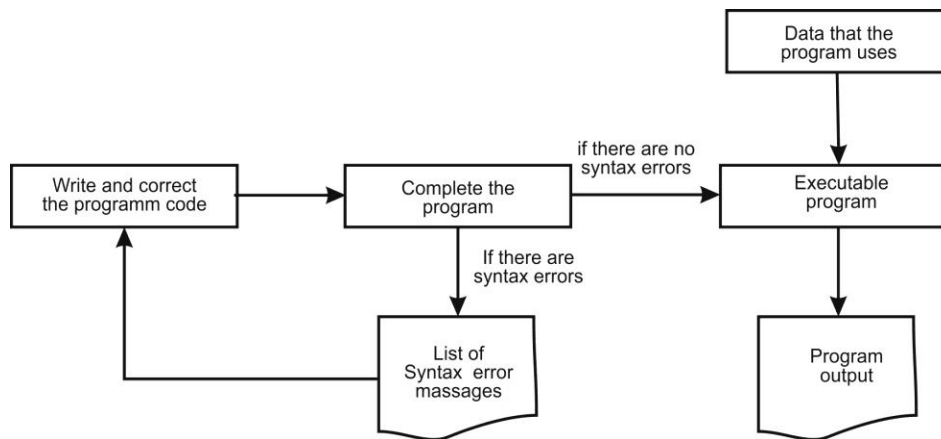 Data that the
program uses
if there are no
syntax errors
Write and correct
the programm code
Complete the
program
Executable
program
If there are
syntax errors
List of
Syntax error
massages
Program
output